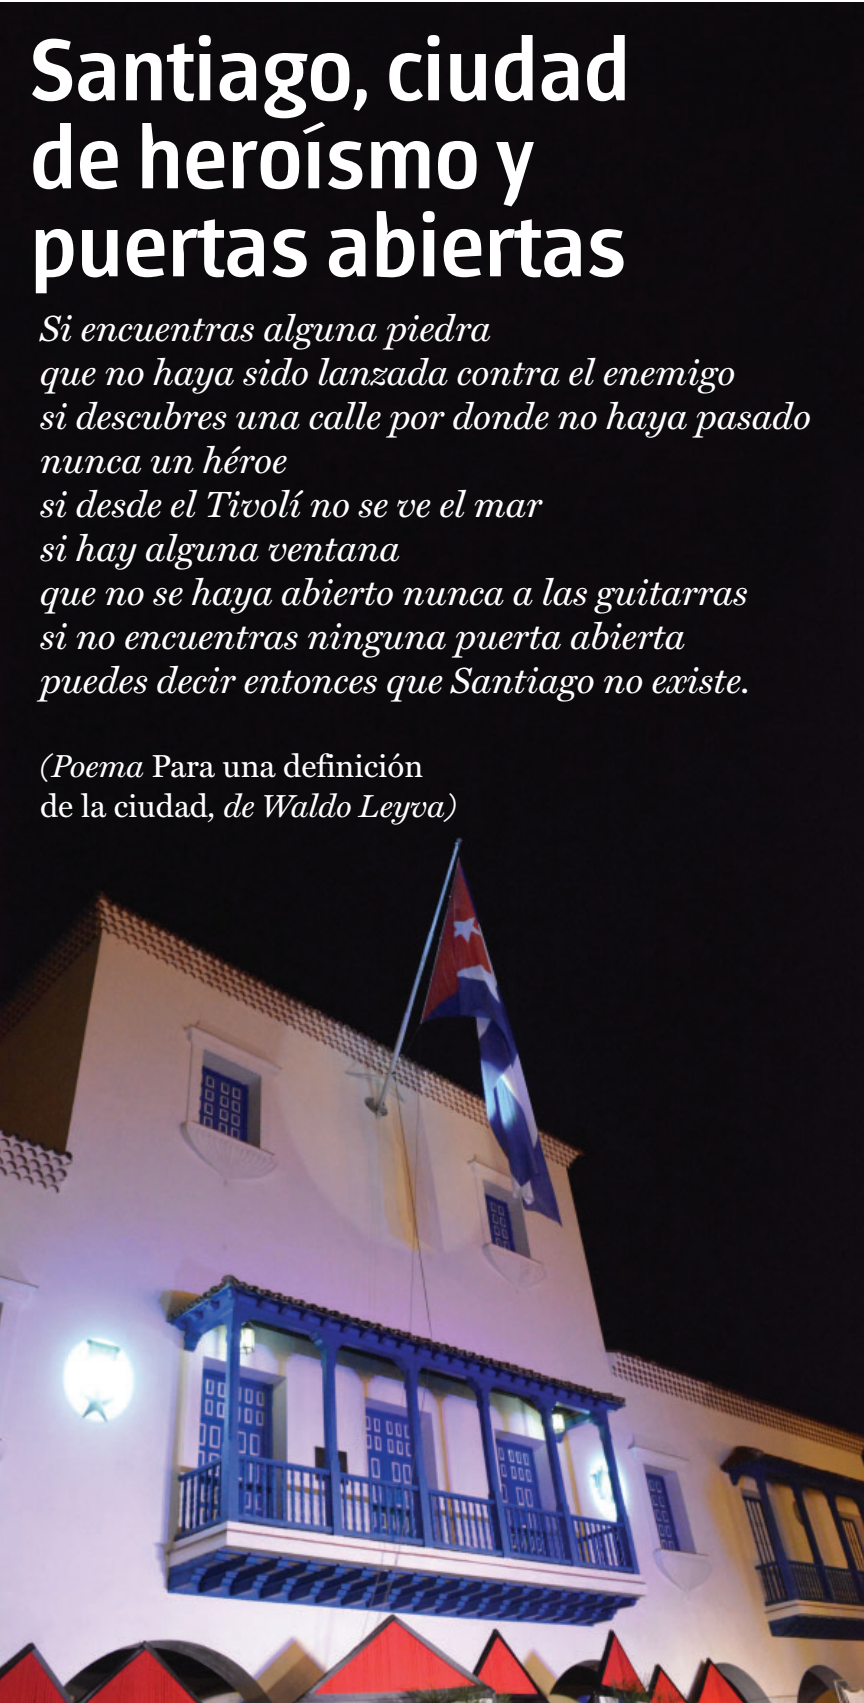 Santiago, ciudad
de heroísmo y
puertas abiertas
Si encuentras alguna piedra
que no haya sido lanzada contra el enemigo
si descubres una calle por donde no haya pasado
nunca un héroe
si desde el Tivolí no se ve el mar
si hay alguna ventana
que no se haya abierto nunca a las guitarras
si no encuentras ninguna puerta abierta
puedes decir entonces que Santiago no existe.
(Poema Para una definición
de la ciudad, de Waldo Leyva)